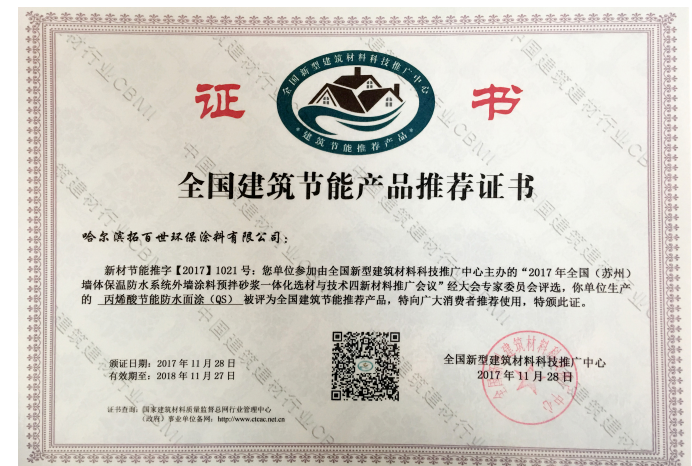 全国新型建筑材料科技推广中心
证 书
建筑节能推荐产品
全国建筑节能产品推荐证书
哈尔滨拓百世环保涂料有限公司：
新材节能推字【2017】1021号：您单位参加由全国新型建筑材料科技推广中心主办的“2017年全国（苏州）
墙体保温防水系统外墙涂料预拌砂浆一体化选材与技术四新材料推广会议”经大会专家委员会评选，你单位生产
的 丙烯酸节能防水面涂（QS） 被评为全国建筑节能推荐产品，特向广大消费者推荐使用，特颁此证。
颁证日期：2017年11月28日
有效期至：2018年11月27日
全国新型建筑材料科技推广中心
2017年11月28日
证书查询：国家建筑材料质量监督总网行业管理中心
（政府）事业单位备网：http://www.etcac.net.cn
中国建筑建材行业CBMI